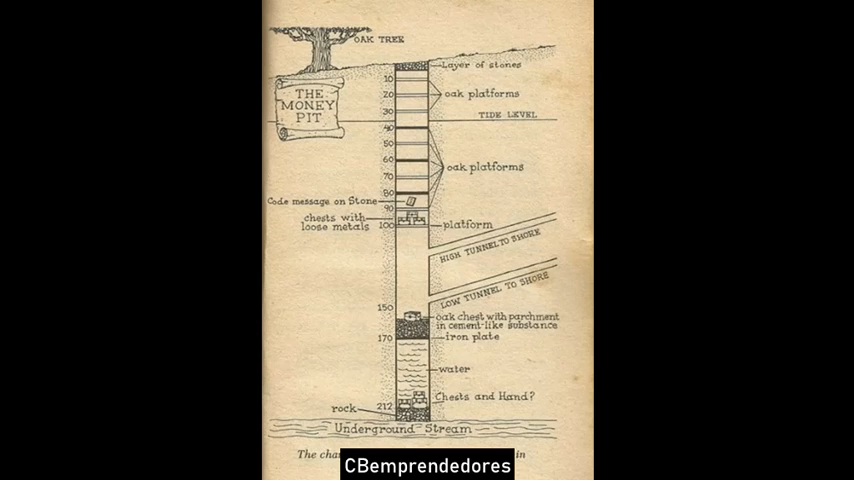 OAK TREE
Layer of stones
THE
MONEY
PIT
10
20
30
oak platforms
TIDE LEVEL
40
50
60
70
80
oak platforms
Code message on Stone
90
chests with
loose metals
100
platform
HIGH TUNNEL TO SHORE
LOW TUNNEL TO SHORE
150
oak chest with parchment
in cement-like substance
170
iron plate
water
Chests and Hand?
212
rock
Underground Stream
The
in
CBemprendedores